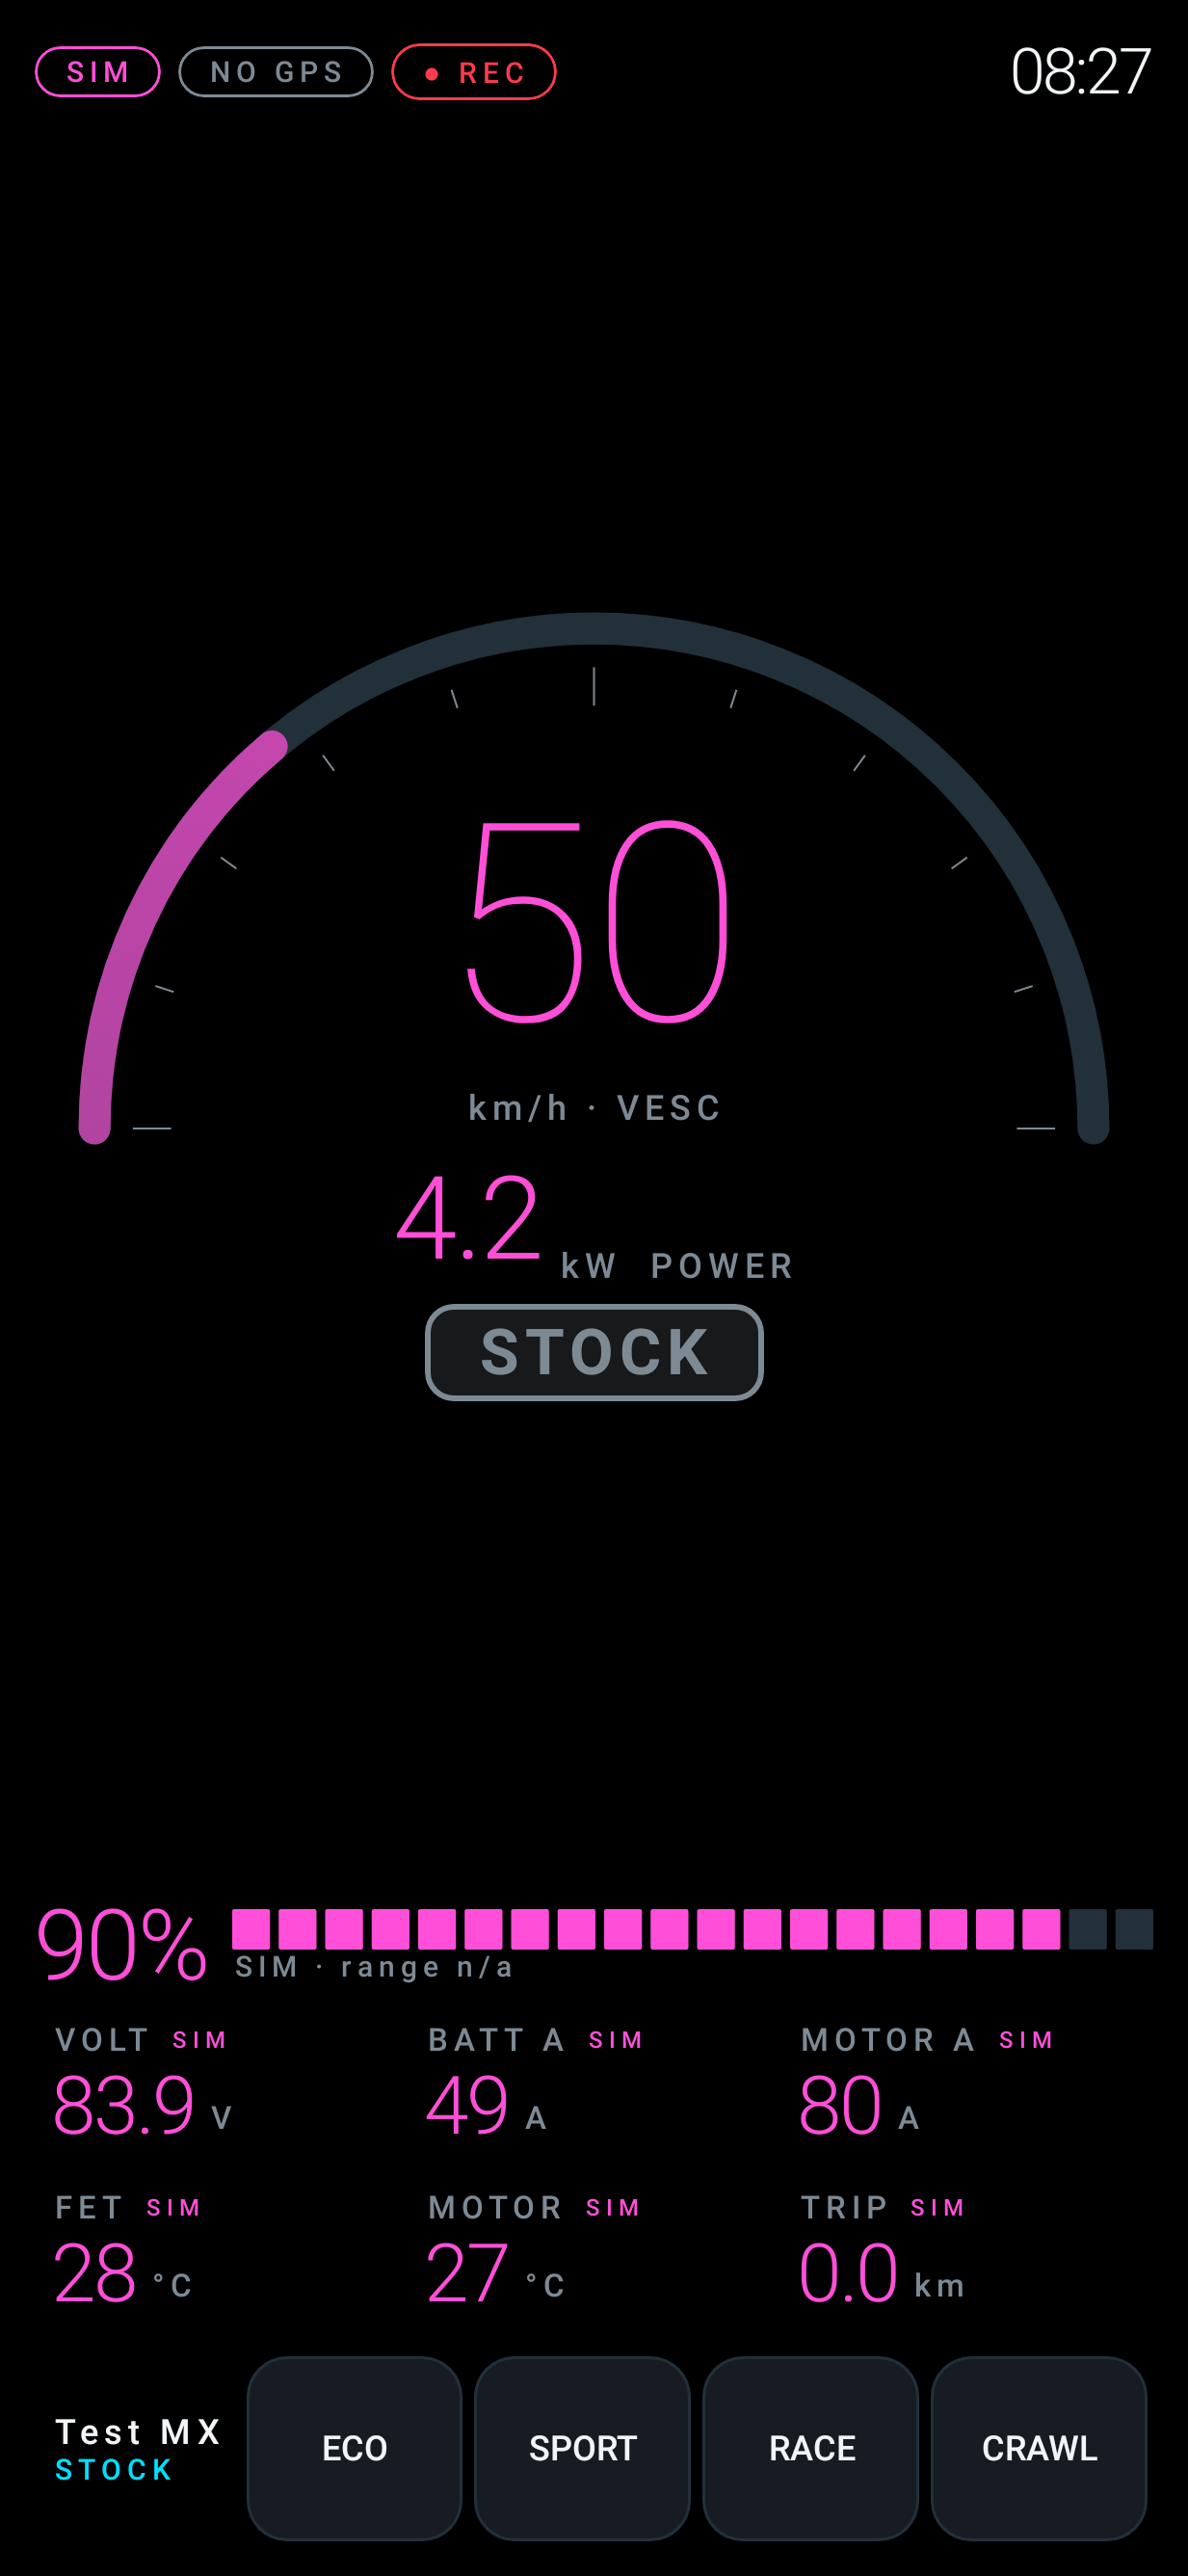 SIM NO GPS ● REC 08:27
50
km/h · VESC
4.2 kW POWER
STOCK
90%
SIM · range n/a
VOLT SIM BATT A SIM MOTOR A SIM
83.9 V 49 A 80 A
FET SIM MOTOR SIM TRIP SIM
28 °C 27 °C 0.0 km
Test MX
STOCK
ECO SPORT RACE CRAWL